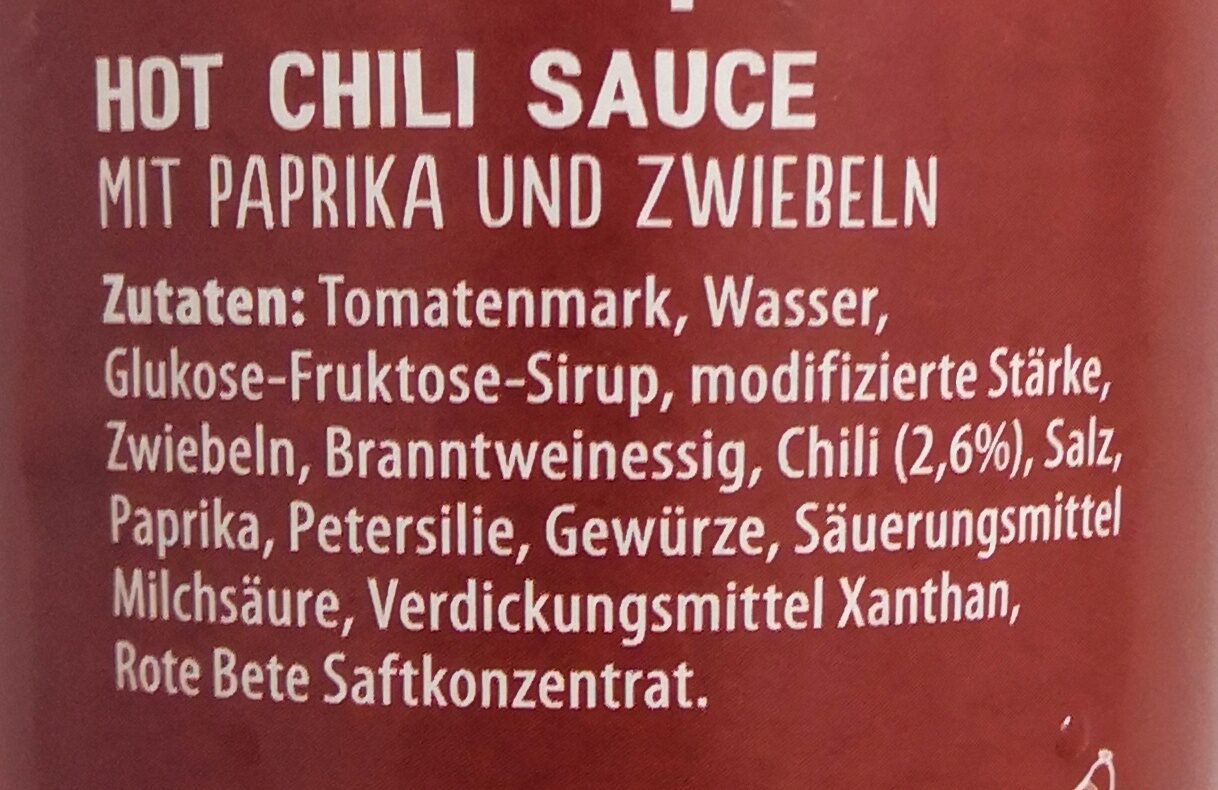 HOT CHILI SAUCE
MIT PAPRIKA UND ZWIEBELN
Zutaten: Tomatenmark, Wasser,
Glukose-Fruktose-Sirup, modifizierte Stärke,
Zwiebeln, Branntweinessig, Chili (2,6%), Salz,
Paprika, Petersilie, Gewürze, Säuerungsmittel
Milchsäure, Verdickungsmittel Xanthan,
Rote Bete Saftkonzentrat.